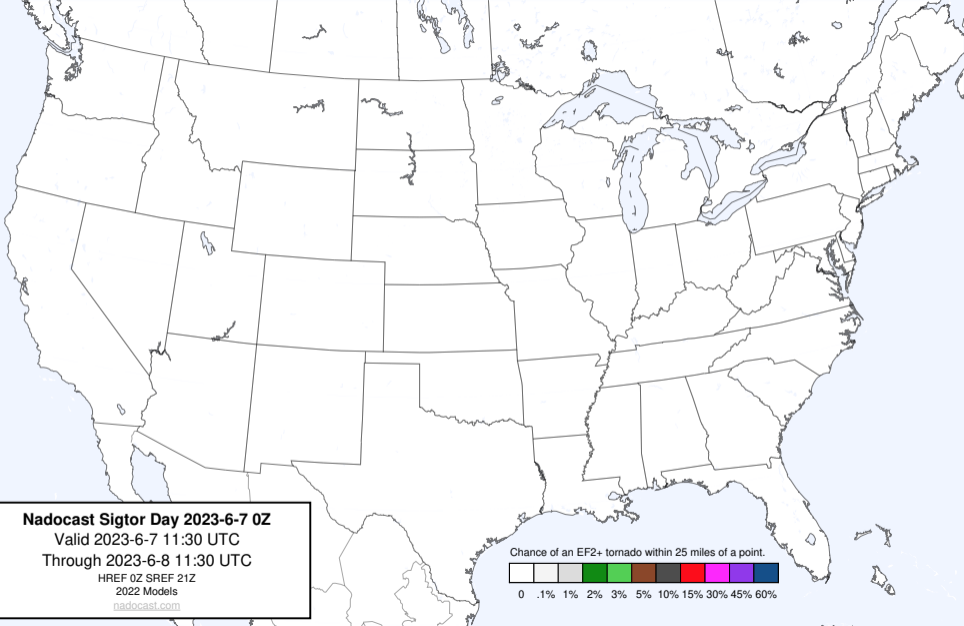 Nadocast Sigtor Day 2023-6-7 0Z
Valid 2023-6-7 11:30 UTC
Through 2023-6-8 11:30 UTC
HREF 0Z SREF 21Z
2022 Models
nadocast.com
Chance of an EF2+ tornado within 25 miles of a point.
0 .1% 1% 2% 3% 5% 10% 15% 30% 45% 60%